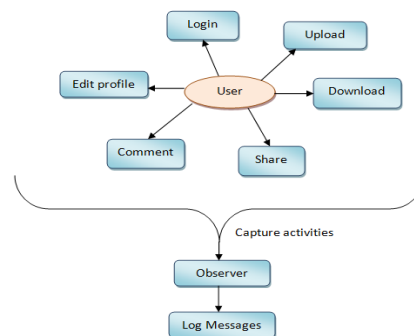 Login
Upload
Edit profile
User
Download
Comment
Share
Capture activities
Observer
Log Messages